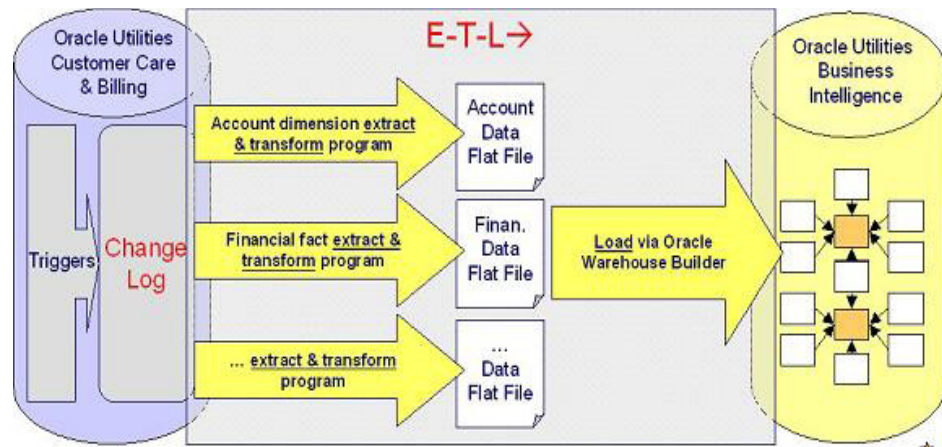 Oracle Utilities
Customer Care
& Billing
E-T-L→
Oracle Utilities
Business
Intelligence
Account dimension extract
& transform program
Account
Data
Flat File
Triggers
Change
Log
Financial fact extract &
transform program
Finan.
Data
Flat File
Load via Oracle
Warehouse Builder
... extract & transform
program
...
Data
Flat File